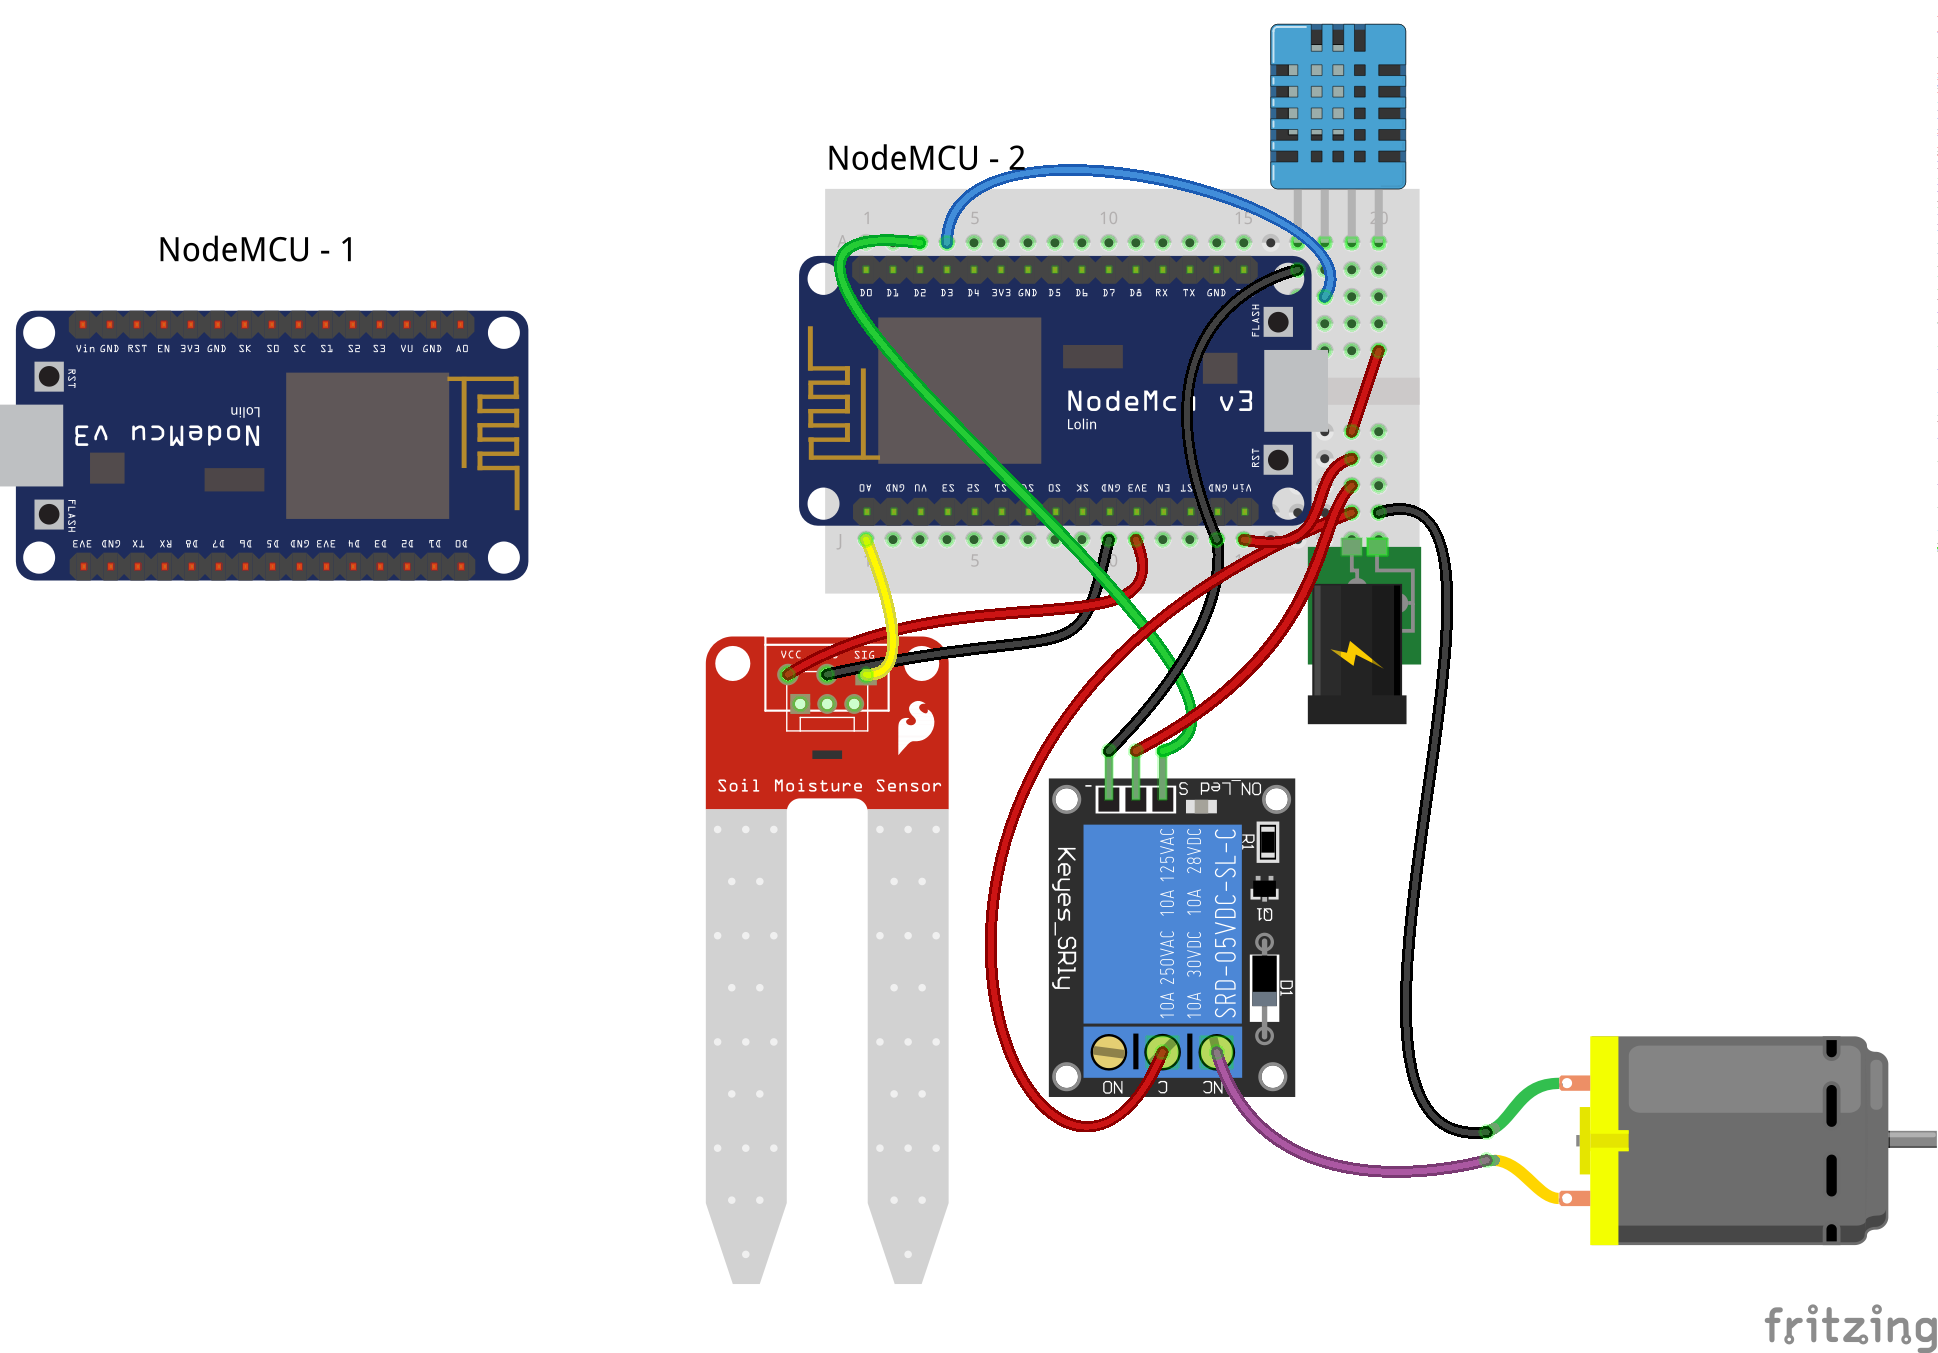 NodeMCU - 1
Vin GND RST EN 3V3 GND SK SO SC S1 S2 S3 VU GND A0
RST
Lolin
NodeMcu v3
FLASH
3V3 GND TX RX D8 D7 D6 D5 GND 3V3 D4 D3 D2 D1 D0
NodeMCU - 2
1 5 10 15 20
A
D0 D1 D2 D3 D4 3V3 GND D5 D6 D7 D8 RX TX GND
FLASH
NodeMcu v3
Lolin
RST
A0 GND VU S3 S2 S1 SC SO SK GND 3V3 EN RST GND Vin
J
1 5 10
VCC SIG
Soil Moisture Sensor
- S ON_Led
Keyes_SRly
10A 250VAC 10A 125VAC
10A 30VDC 10A 28VDC
SRD-05VDC-SL-C
R1
Q1
D1
NO C NC
fritzing